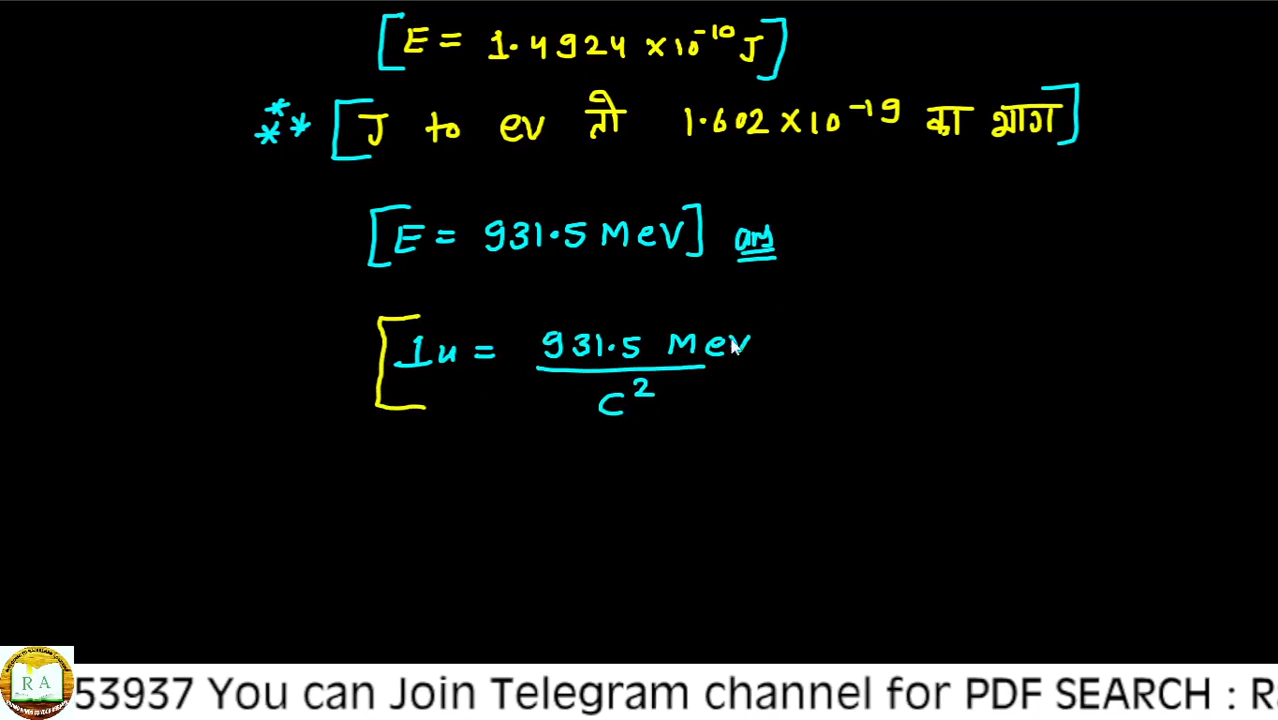 [E = 1.4924 ×10⁻¹⁰ J]
** * [J to ev तो 1.602×10⁻¹⁹ का भाग]
[E = 931.5 MeV] ans
[1u = 931.5 Mev / c²
R A
53937 You can Join Telegram channel for PDF SEARCH : R